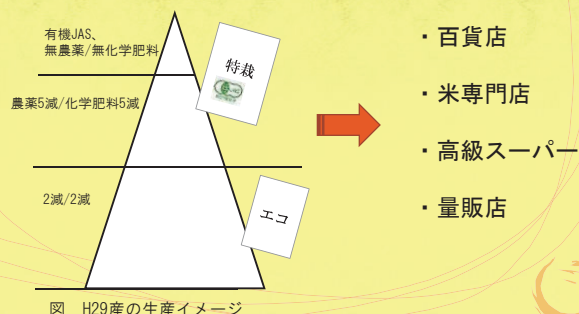 有機JAS、
無農薬/無化学肥料
特栽
農薬5減/化学肥料5減
2減/2減
エコ
図　H29産の生産イメージ
・百貨店
・米専門店
・高級スーパー
・量販店